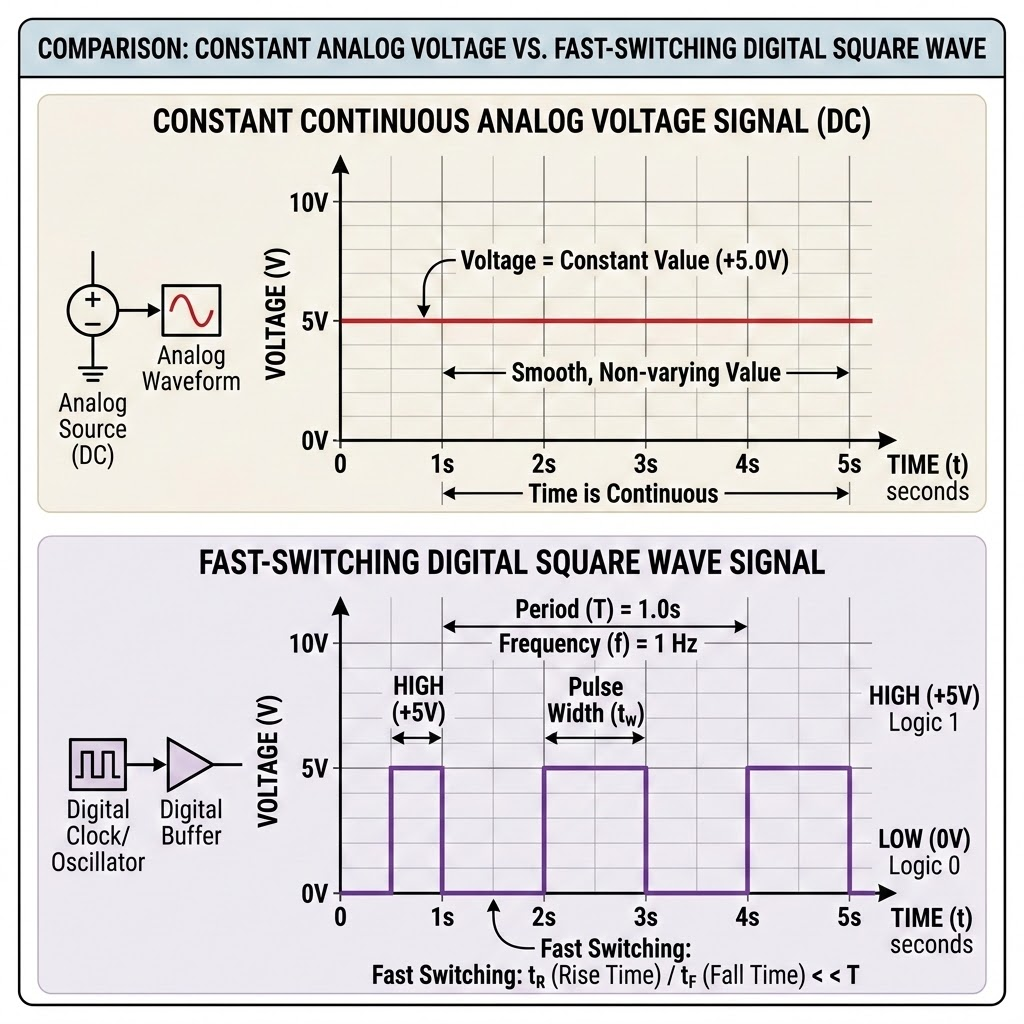 COMPARISON: CONSTANT ANALOG VOLTAGE VS. FAST-SWITCHING DIGITAL SQUARE WAVE
CONSTANT CONTINUOUS ANALOG VOLTAGE SIGNAL (DC)
10V
5V
0V
VOLTAGE (V)
Voltage = Constant Value (+5.0V)
Smooth, Non-varying Value
+
−
Analog
Waveform
Analog
Source
(DC)
0 1s 2s 3s 4s 5s
TIME (t)
seconds
Time is Continuous
FAST-SWITCHING DIGITAL SQUARE WAVE SIGNAL
Period (T) = 1.0s
Frequency (f) = 1 Hz
10V
5V
0V
VOLTAGE (V)
HIGH
(+5V)
Pulse
Width (tW)
HIGH (+5V)
Logic 1
LOW (0V)
Logic 0
Digital
Clock/
Oscillator
Digital
Buffer
0 1s 2s 3s 4s 5s
TIME (t)
seconds
Fast Switching:
Fast Switching: tR (Rise Time) / tF (Fall Time) < < T